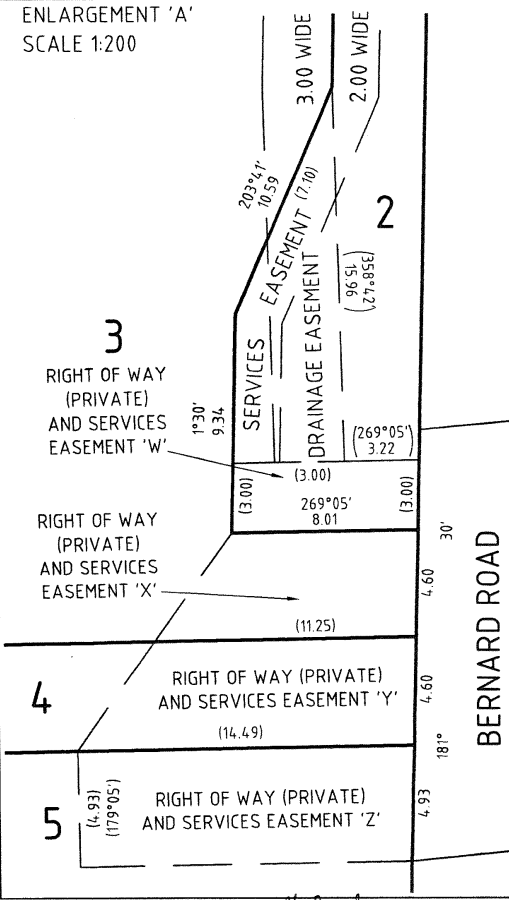 ENLARGEMENT 'A'
SCALE 1:200
3.00 WIDE
2.00 WIDE
203°41'
10.59
(7.10)
2
SERVICES EASEMENT
DRAINAGE EASEMENT
(358°42'
15.96)
3
RIGHT OF WAY
(PRIVATE)
AND SERVICES
EASEMENT 'W'
1°30'
9.34
(269°05')
3.22
(3.00)
(3.00)
(3.00)
269°05'
8.01
RIGHT OF WAY
(PRIVATE)
AND SERVICES
EASEMENT 'X'
30'
4.60
(11.25)
BERNARD ROAD
4
RIGHT OF WAY (PRIVATE)
AND SERVICES EASEMENT 'Y'
4.60
(14.49)
181°
5
(4.93)
(179°05')
RIGHT OF WAY (PRIVATE)
AND SERVICES EASEMENT 'Z'
4.93